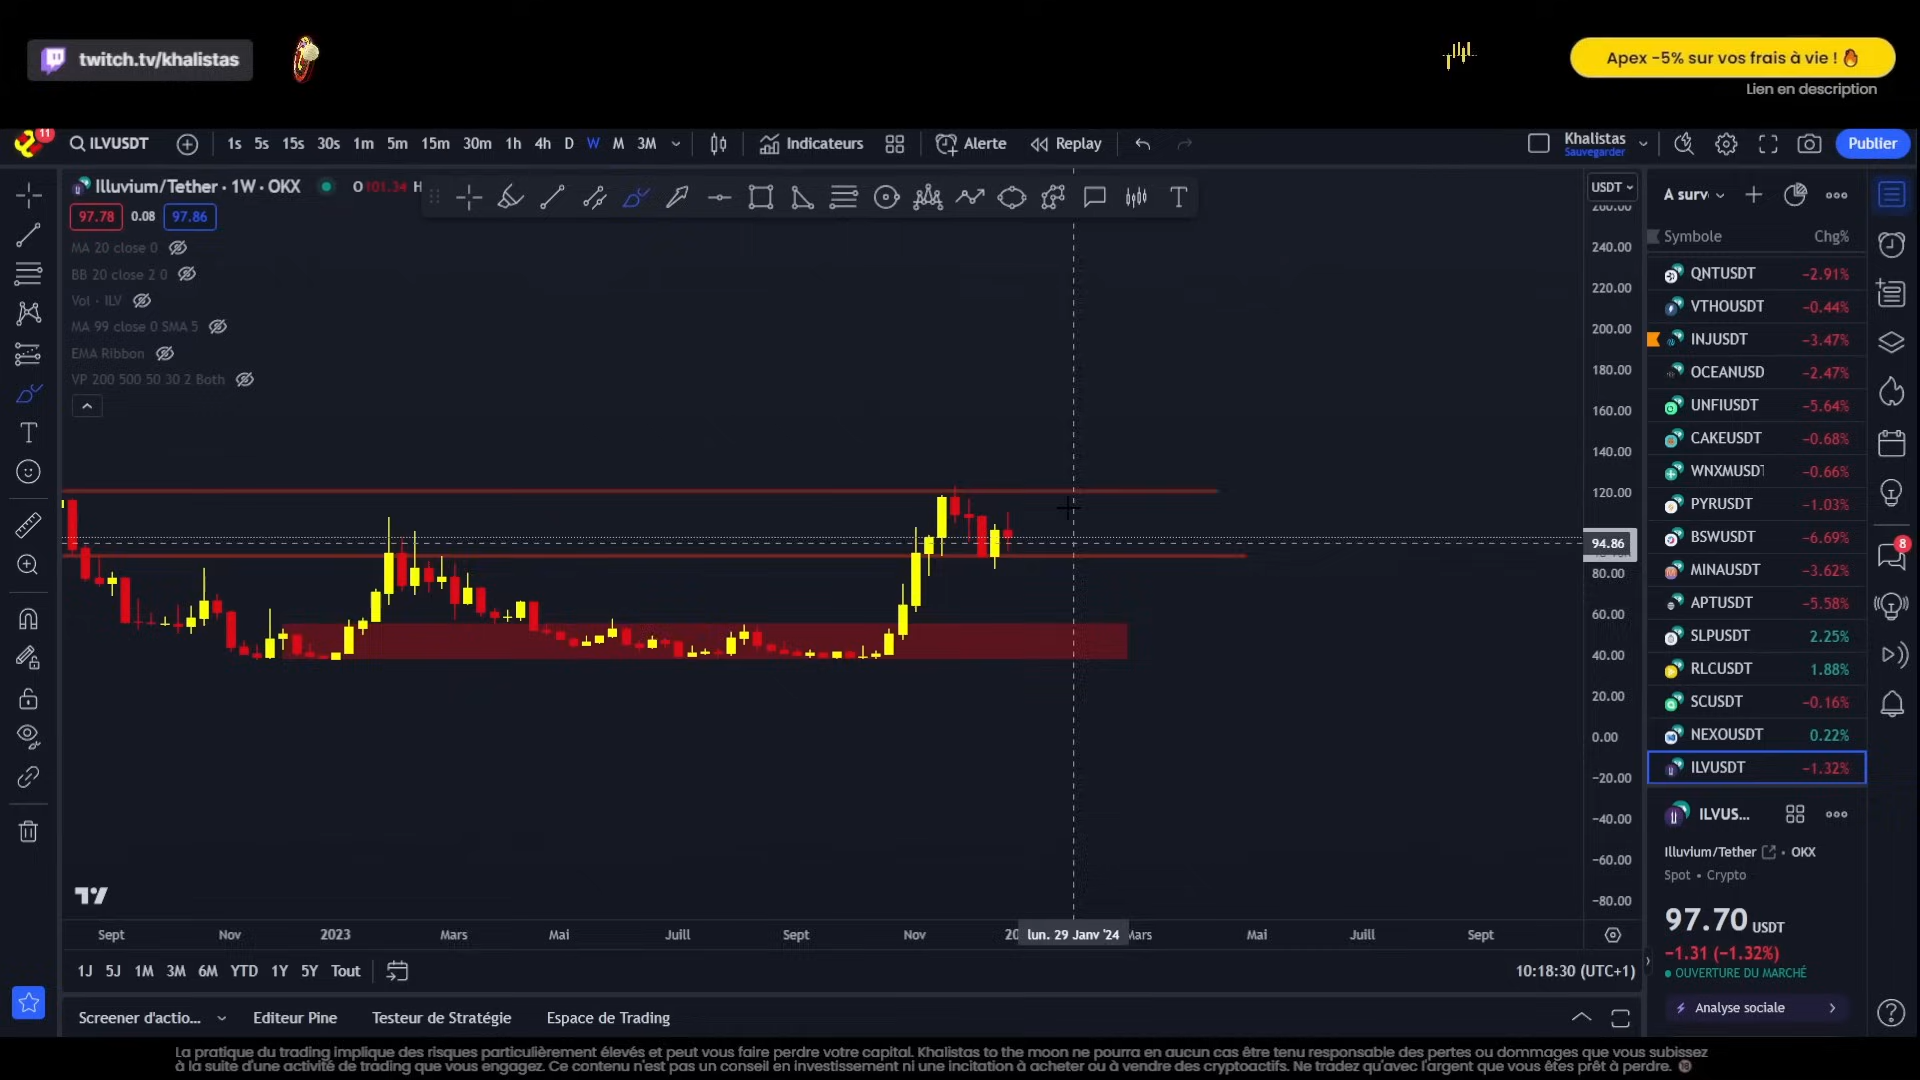 twitch.tv/khalistas
Apex -5% sur vos frais à vie !
Lien en description
11
ILVUSDT
1s 5s 15s 30s 1m 5m 15m 30m 1h 4h D W M 3M
Indicateurs
Alerte
Replay
Khalistas
Sauvegarder
Publier
Illuvium/Tether · 1W · OKX
O101.34 H
97.78 0.08 97.86
MA 20 close 0
BB 20 close 2 0
Vol · ILV
MA 99 close 0 SMA 5
EMA Ribbon
VP 200 500 50 30 2 Both
USDT
260.00
240.00
220.00
200.00
180.00
160.00
140.00
120.00
94.86
80.00
60.00
40.00
20.00
0.00
-20.00
-40.00
-60.00
-80.00
Sept Nov 2023 Mars Mai Juill Sept Nov 20 lun. 29 Janv '24 Mars Mai Juill Sept
1J 5J 1M 3M 6M YTD 1Y 5Y Tout
10:18:30 (UTC+1)
Screener d'actio... Editeur Pine Testeur de Stratégie Espace de Trading
A surv
Symbole Chg%
QNTUSDT -2.91%
VTHOUSDT -0.44%
INJUSDT -3.47%
OCEANUSD -2.47%
UNFIUSDT -5.64%
CAKEUSDT -0.68%
WNXMUSDT -0.66%
PYRUSDT -1.03%
BSWUSDT -6.69%
MINAUSDT -3.62%
APTUSDT -5.58%
SLPUSDT 2.25%
RLCUSDT 1.88%
SCUSDT -0.16%
NEXOUSDT 0.22%
ILVUSDT -1.32%
8
ILVUS...
Illuvium/Tether · OKX
Spot • Crypto
97.70 USDT
-1.31 (-1.32%)
OUVERTURE DU MARCHÉ
Analyse sociale
La pratique du trading implique des risques particulièrement élevés et peut vous faire perdre votre capital. Khalistas to the moon ne pourra en aucun cas être tenu responsable des pertes ou dommages que vous subissez
à la suite d'une activité de trading que vous engagez. Ce contenu n'est pas un conseil en investissement ni une incitation à acheter ou à vendre des cryptoactifs. Ne tradez qu'avec l'argent que vous êtes prêt à perdre.